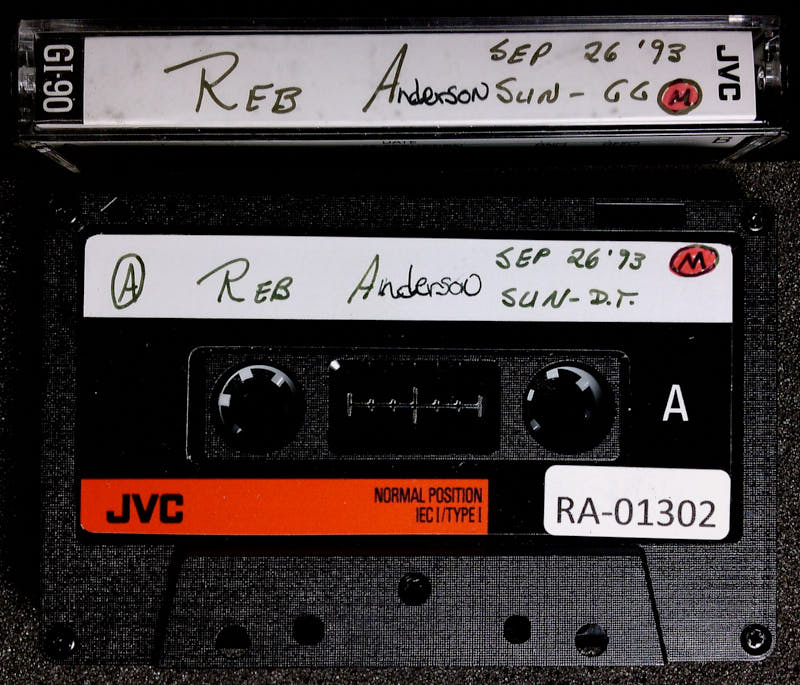 GI-90
REB Anderson SEP 26 '93
SUN - GG M
JVC
A REB Anderson SEP 26 '93 M
SUN - D.T.
A
JVC
NORMAL POSITION
IEC I/TYPE I
RA-01302